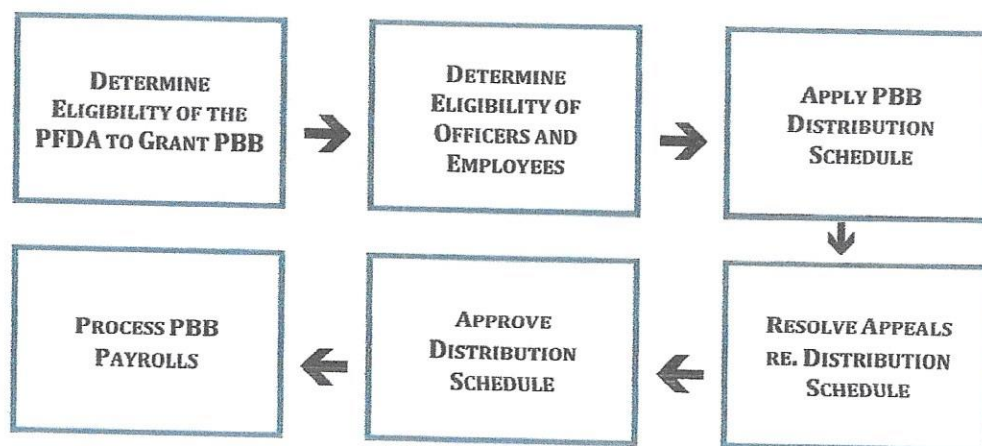 DETERMINE
ELIGIBILITY OF THE
PFDA TO GRANT PBB
DETERMINE
ELIGIBILITY OF
OFFICERS AND
EMPLOYEES
APPLY PBB
DISTRIBUTION
SCHEDULE
RESOLVE APPEALS
RE. DISTRIBUTION
SCHEDULE
APPROVE
DISTRIBUTION
SCHEDULE
PROCESS PBB
PAYROLLS